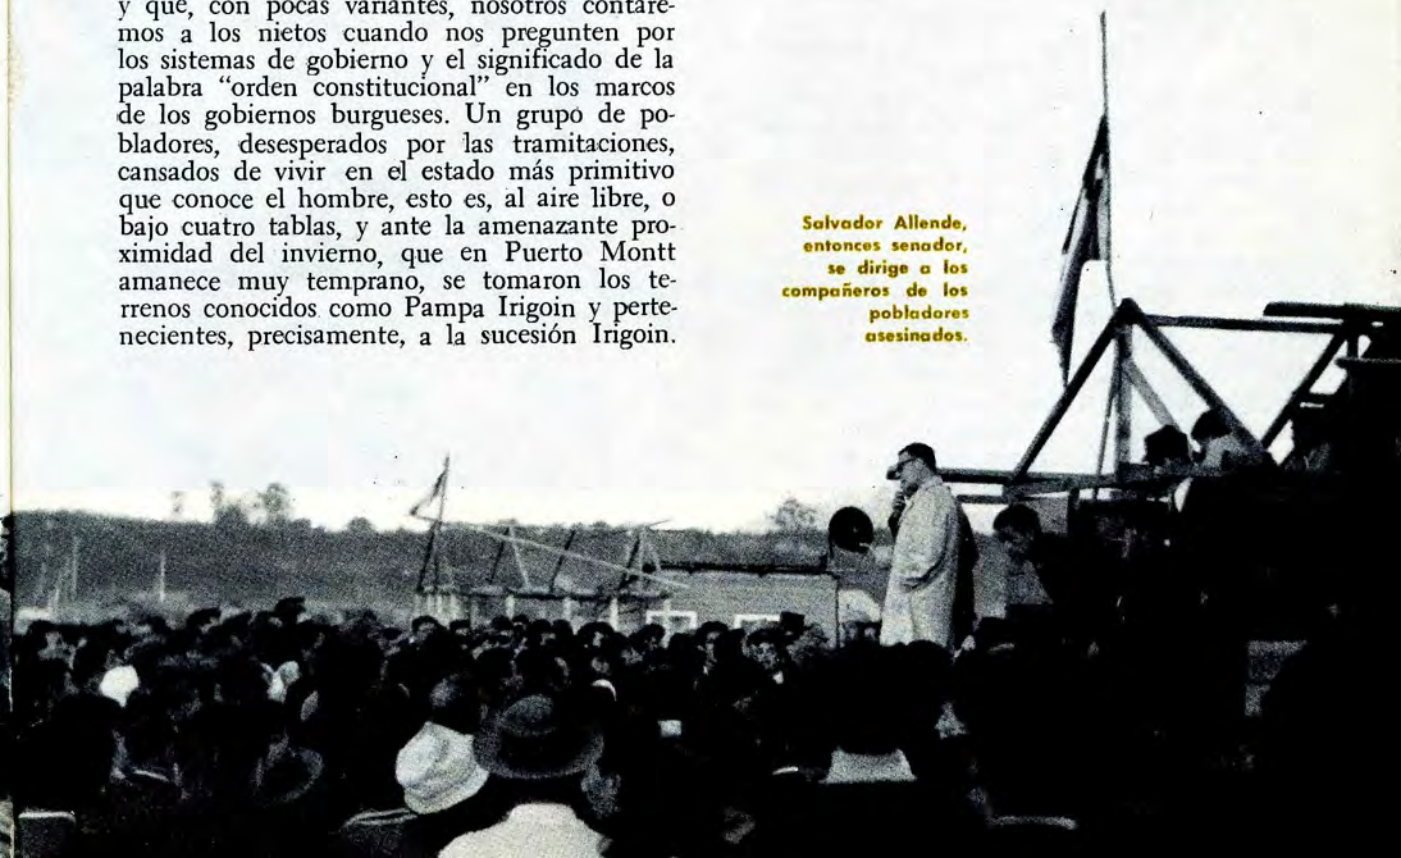 y que, con pocas variantes, nosotros contare-
mos a los nietos cuando nos pregunten por
los sistemas de gobierno y el significado de la
palabra “orden constitucional” en los marcos
de los gobiernos burgueses. Un grupo de po-
bladores, desesperados por las tramitaciones,
cansados de vivir en el estado más primitivo
que conoce el hombre, esto es, al aire libre, o
bajo cuatro tablas, y ante la amenazante pro-
ximidad del invierno, que en Puerto Montt
amanece muy temprano, se tomaron los te-
rrenos conocidos como Pampa Irigoin y perte-
necientes, precisamente, a la sucesión Irigoin.
Salvador Allende,
entonces senador,
se dirige a los
compañeros de los
pobladores
asesinados.